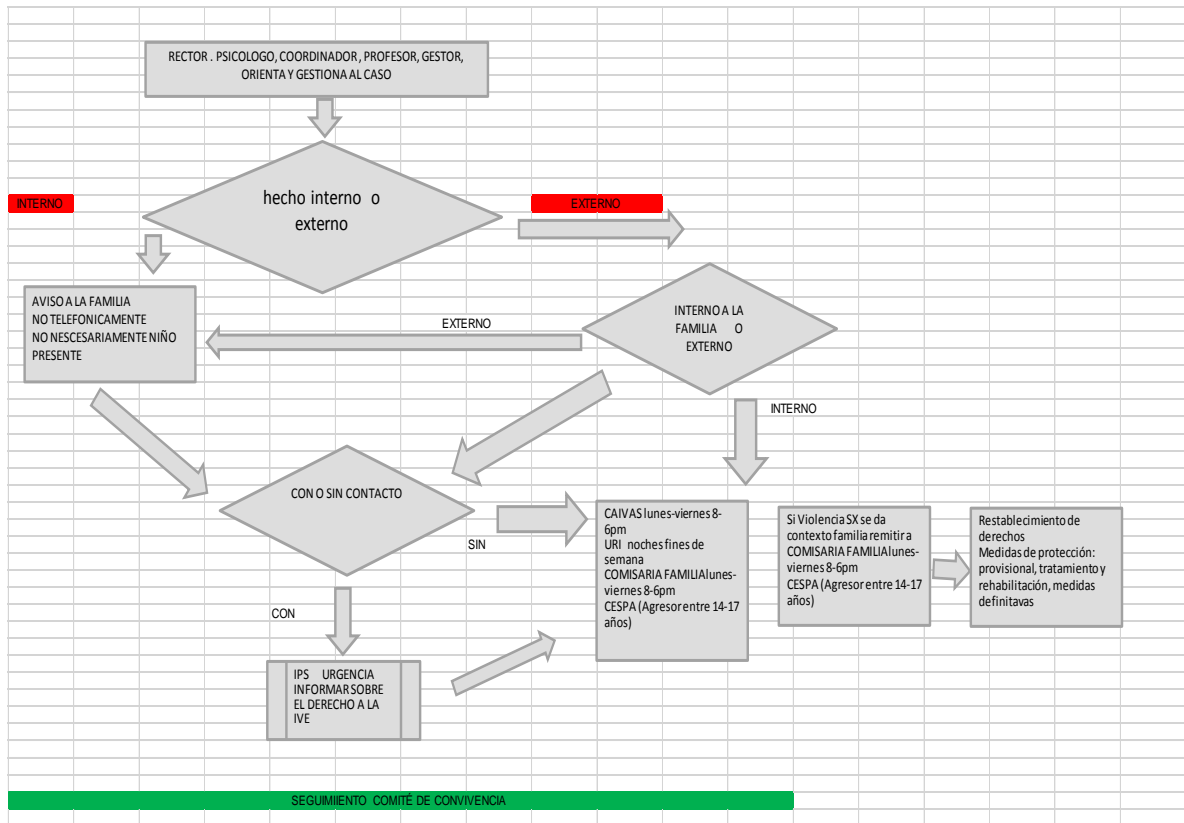 RECTOR . PSICOLOGO, COORDINADOR , PROFESOR, GESTOR,
ORIENTA Y GESTIONA AL CASO
hecho interno o
externo
INTERNO
EXTERNO
AVISO A LA FAMILIA
NO TELEFONICAMENTE
NO NESCESARIAMENTE NIÑO
PRESENTE
EXTERNO
INTERNO A LA
FAMILIA O
EXTERNO
INTERNO
CON O SIN CONTACTO
SIN
CON
CAIVAS lunes-viernes 8-
6pm
URI noches fines de
semana
COMISARIA FAMILIA lunes-
viernes 8-6pm
CESPA (Agresor entre 14-17
años)
Si Violencia SX se da
contexto familia remitir a
COMISARIA FAMILIA lunes-
viernes 8-6pm
CESPA (Agresor entre 14-17
años)
Restablecimiento de
derechos
Medidas de protección:
provisional, tratamiento y
rehabilitación, medidas
definitavas
IPS URGENCIA
INFORMAR SOBRE
EL DERECHO A LA
IVE
SEGUIMIIENTO COMITÉ DE CONVIVENCIA